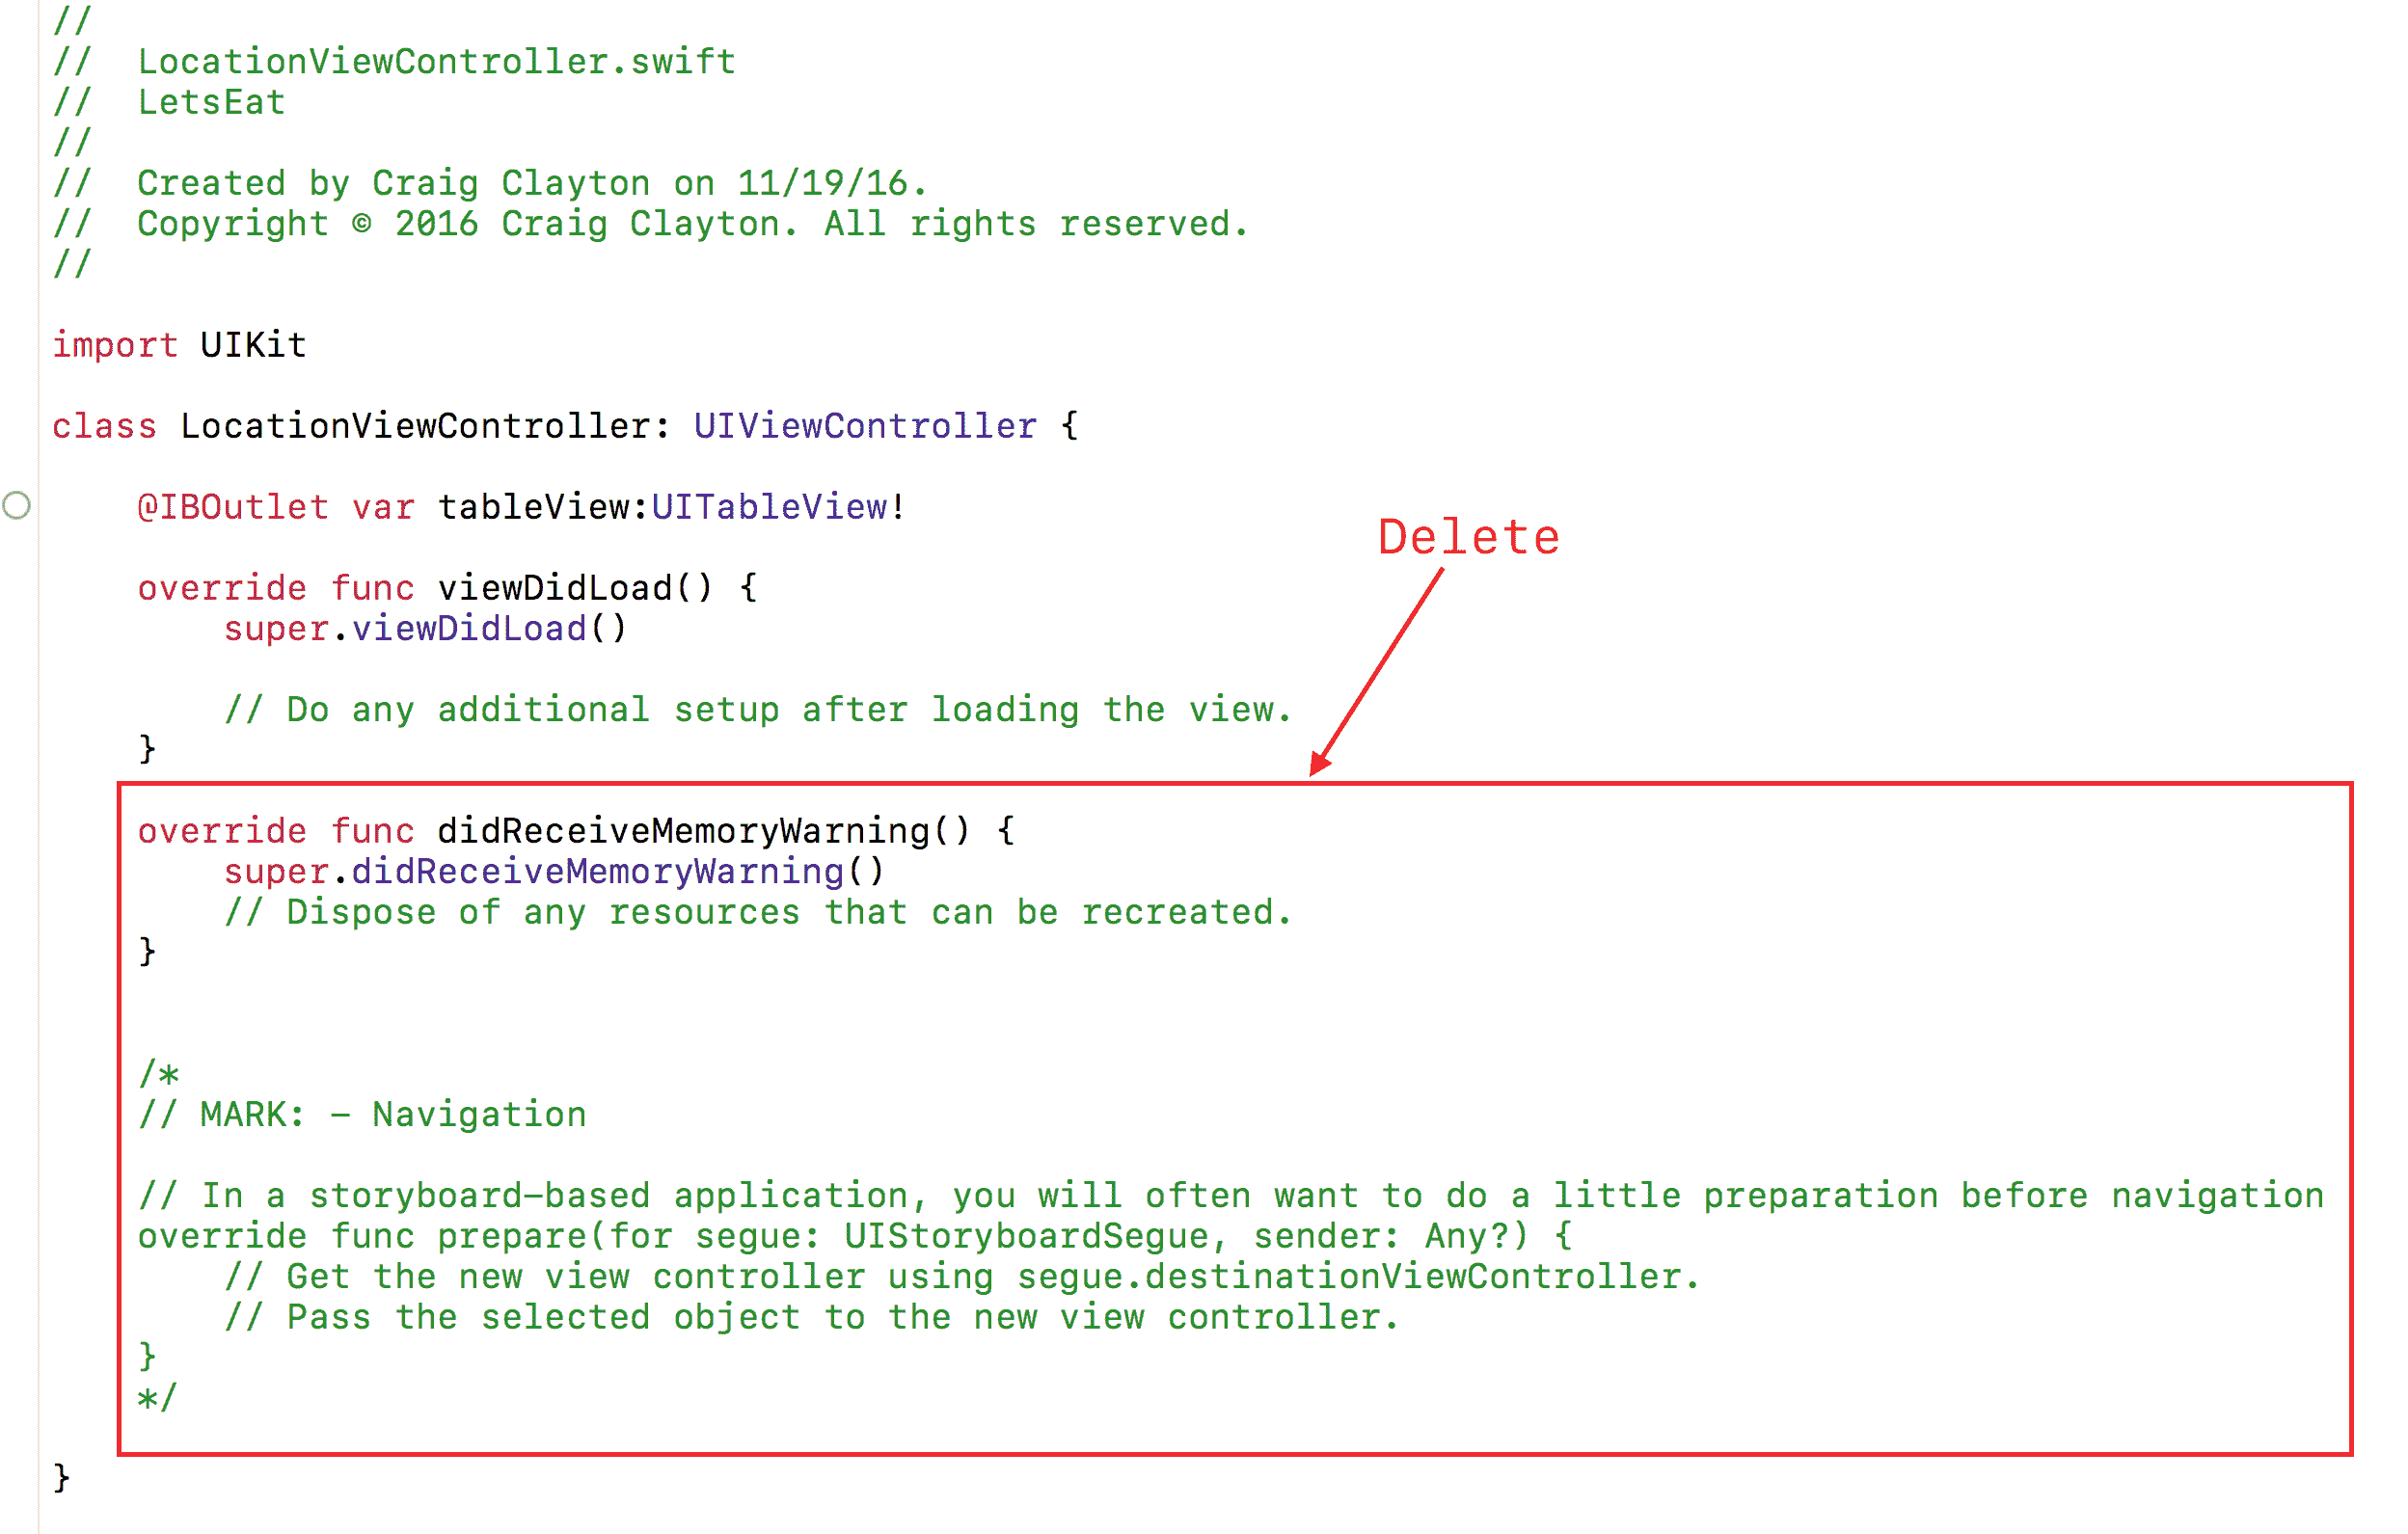 //
//  LocationViewController.swift
//  LetsEat
//
//  Created by Craig Clayton on 11/19/16.
//  Copyright © 2016 Craig Clayton. All rights reserved.
//
import UIKit
class LocationViewController: UIViewController {
    @IBOutlet var tableView:UITableView!
Delete
    override func viewDidLoad() {
        super.viewDidLoad()
        // Do any additional setup after loading the view.
    }
    override func didReceiveMemoryWarning() {
        super.didReceiveMemoryWarning()
        // Dispose of any resources that can be recreated.
    }
    /*
    // MARK: - Navigation
    // In a storyboard-based application, you will often want to do a little preparation before navigation
    override func prepare(for segue: UIStoryboardSegue, sender: Any?) {
        // Get the new view controller using segue.destinationViewController.
        // Pass the selected object to the new view controller.
    }
    */
}